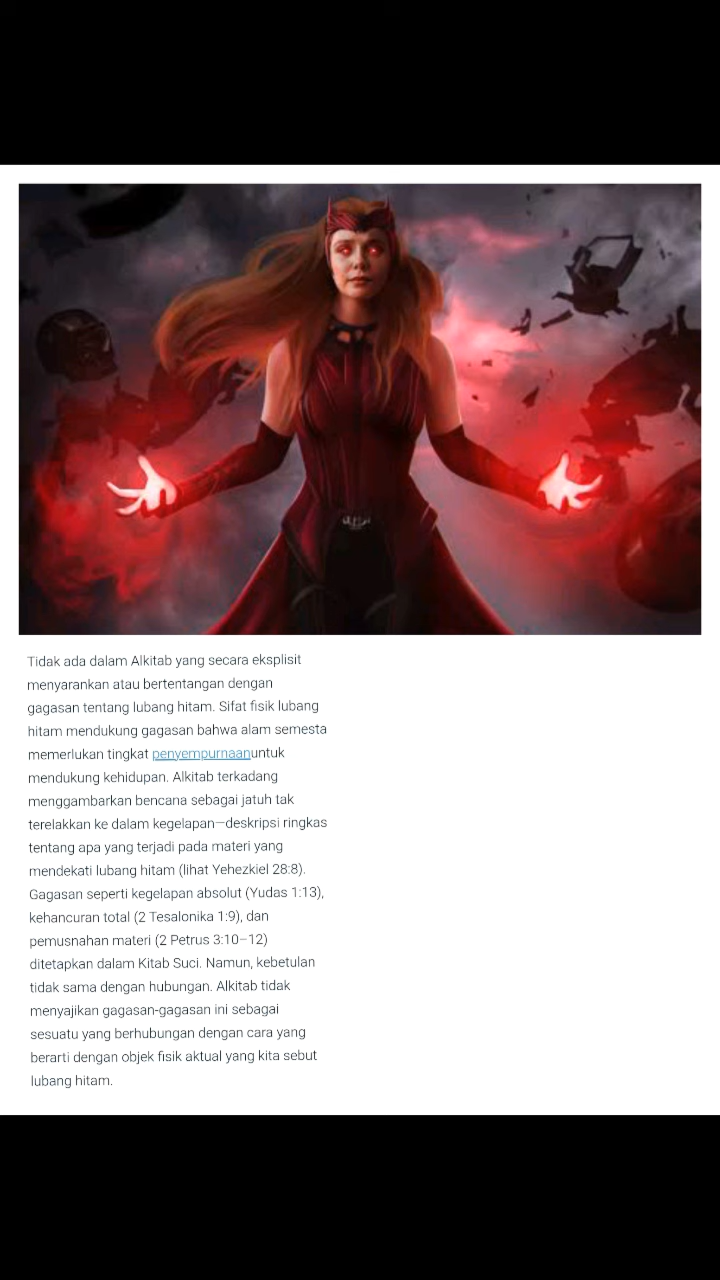 Tidak ada dalam Alkitab yang secara eksplisit
menyarankan atau bertentangan dengan
gagasan tentang lubang hitam. Sifat fisik lubang
hitam mendukung gagasan bahwa alam semesta
memerlukan tingkat penyempurnaanuntuk
mendukung kehidupan. Alkitab terkadang
menggambarkan bencana sebagai jatuh tak
terelakkan ke dalam kegelapan—deskripsi ringkas
tentang apa yang terjadi pada materi yang
mendekati lubang hitam (lihat Yehezkiel 28:8).
Gagasan seperti kegelapan absolut (Yudas 1:13),
kehancuran total (2 Tesalonika 1:9), dan
pemusnahan materi (2 Petrus 3:10–12)
ditetapkan dalam Kitab Suci. Namun, kebetulan
tidak sama dengan hubungan. Alkitab tidak
menyajikan gagasan-gagasan ini sebagai
sesuatu yang berhubungan dengan cara yang
berarti dengan objek fisik aktual yang kita sebut
lubang hitam.